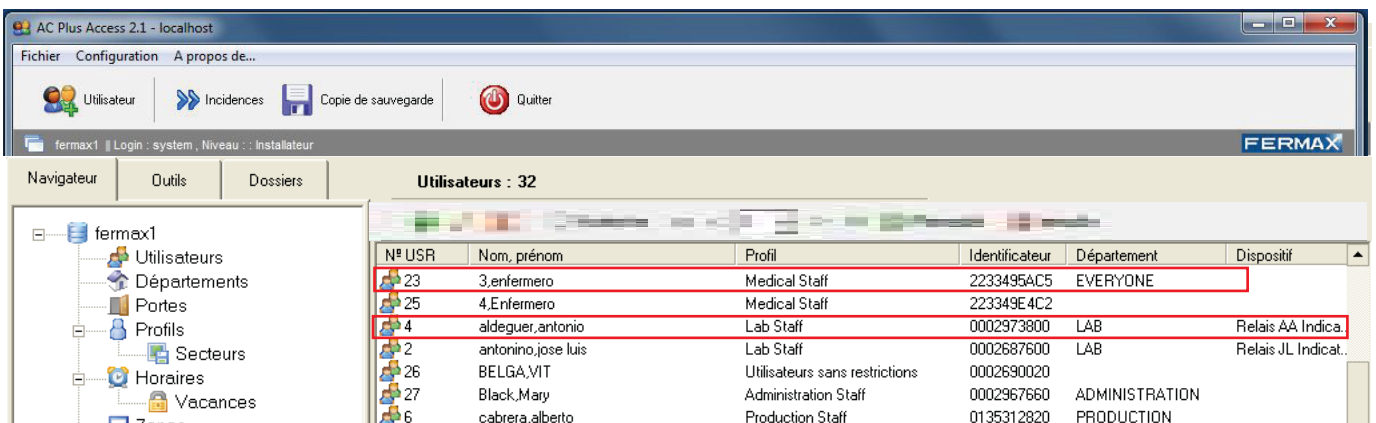 AC Plus Access 2.1 - localhost
Fichier Configuration A propos de...
Utilisateur Incidences Copie de sauvegarde Quitter
fermax1 || Login : system , Niveau : : Installateur FERMAX
Navigateur Outils Dossiers Utilisateurs : 32
fermax1
Utilisateurs
Départements
Portes
Profils
Secteurs
Horaires
Vacances
Nº USR Nom, prénom Profil Identificateur Département Dispositif
23 3,enfermero Medical Staff 2233495AC5 EVERYONE
25 4,Enfermero Medical Staff 223349E4C2
4 aldeguer,antonio Lab Staff 0002973800 LAB Relais AA Indica..
2 antonino,jose luis Lab Staff 0002687600 LAB Relais JL Indicat..
26 BELGA,VIT Utilisateurs sans restrictions 0002690020
27 Black,Mary Administration Staff 0002967660 ADMINISTRATION
6 cabrera,alberto Production Staff 0135312820 PRODUCTION